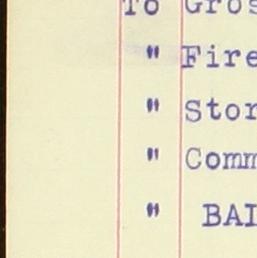 To Gros
" Fire
" Stor
" Comm
" BAI